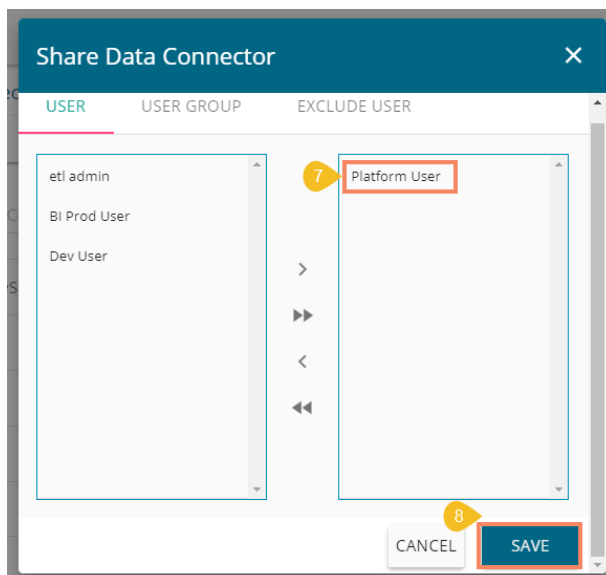 Share Data Connector
USER USER GROUP EXCLUDE USER
etl admin
BI Prod User
Dev User
7 Platform User
8
CANCEL SAVE